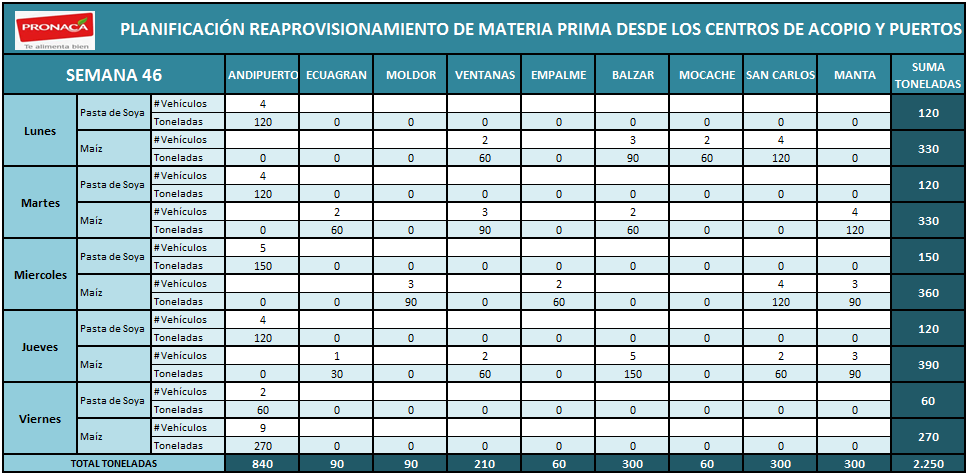 PRONACA
Te alimenta bien
PLANIFICACIÓN REAPROVISIONAMIENTO DE MATERIA PRIMA DESDE LOS CENTROS DE ACOPIO Y PUERTOS
SEMANA 46 ANDIPUERTO ECUAGRAN MOLDOR VENTANAS EMPALME BALZAR MOCACHE SAN CARLOS MANTA SUMA TONELADAS
Lunes
Pasta de Soya
#Vehículos 4
Toneladas 120 0 0 0 0 0 0 0 0 120
Maíz
#Vehículos 2 3 2 4
Toneladas 0 0 0 60 0 90 60 120 0 330
Martes
Pasta de Soya
#Vehículos 4
Toneladas 120 0 0 0 0 0 0 0 0 120
Maíz
#Vehículos 2 3 2 4
Toneladas 0 60 0 90 0 60 0 0 120 330
Miercoles
Pasta de Soya
#Vehículos 5
Toneladas 150 0 0 0 0 0 0 0 0 150
Maíz
#Vehículos 3 2 4 3
Toneladas 0 0 90 0 60 0 0 120 90 360
Jueves
Pasta de Soya
#Vehículos 4
Toneladas 120 0 0 0 0 0 0 0 0 120
Maíz
#Vehículos 1 2 5 2 3
Toneladas 0 30 0 60 0 150 0 60 90 390
Viernes
Pasta de Soya
#Vehículos 2
Toneladas 60 0 0 0 0 0 0 0 0 60
Maíz
#Vehículos 9
Toneladas 270 0 0 0 0 0 0 0 0 270
TOTAL TONELADAS 840 90 90 210 60 300 60 300 300 2.250